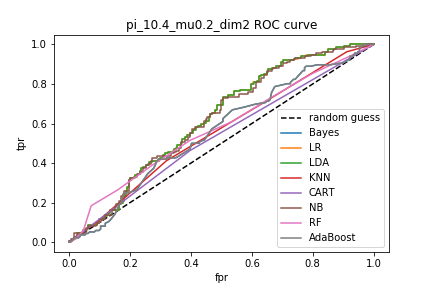 pi_10.4_mu0.2_dim2 ROC curve
1.0
0.8
0.6
0.4
0.2
0.0
tpr
random guess
Bayes
LR
LDA
KNN
CART
NB
RF
AdaBoost
0.0 0.2 0.4 0.6 0.8 1.0
fpr